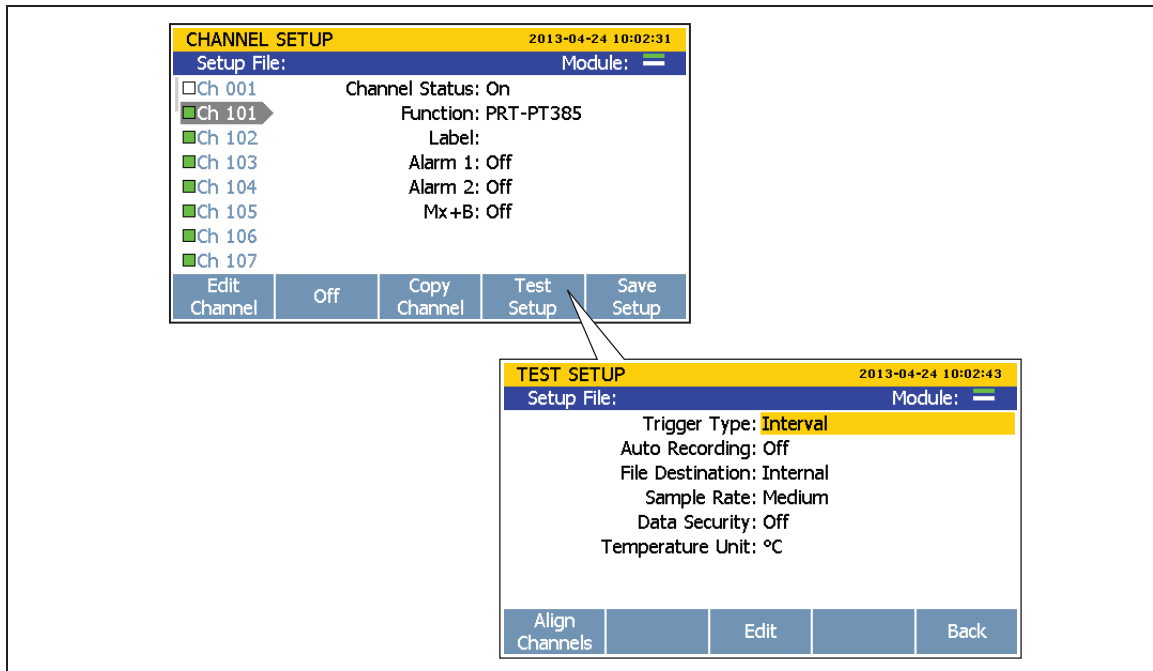 CHANNEL SETUP 2013-04-24 10:02:31
Setup File: Module:
Ch 001 Channel Status: On
Ch 101 Function: PRT-PT385
Ch 102 Label:
Ch 103 Alarm 1: Off
Ch 104 Alarm 2: Off
Ch 105 Mx+B: Off
Ch 106
Ch 107
Edit Channel Off Copy Channel Test Setup Save Setup
TEST SETUP 2013-04-24 10:02:43
Setup File: Module:
Trigger Type: Interval
Auto Recording: Off
File Destination: Internal
Sample Rate: Medium
Data Security: Off
Temperature Unit: °C
Align Channels Edit Back